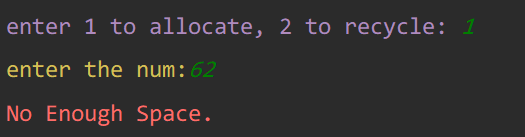 enter 1 to allocate, 2 to recycle: 1
enter the num:62
No Enough Space.